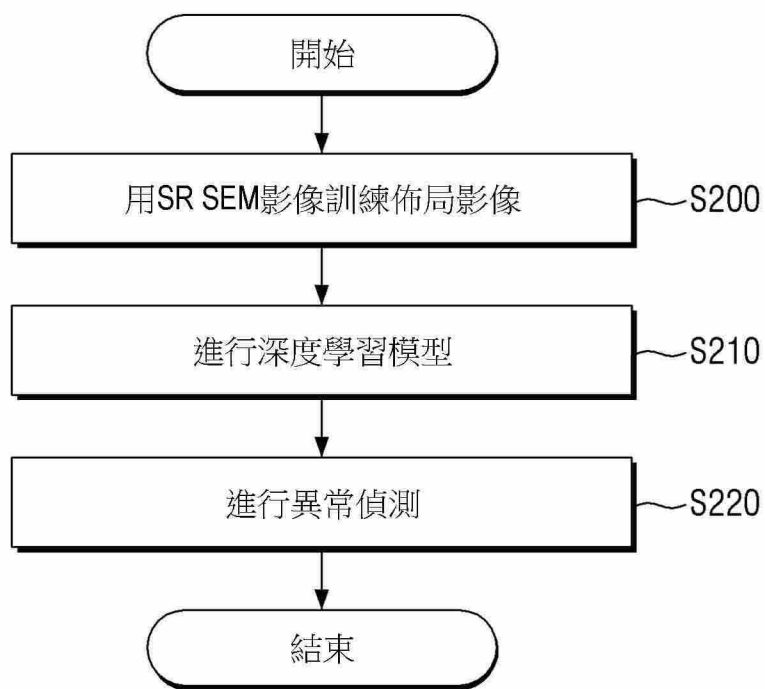 開始
用SR SEM影像訓練佈局影像
S200
進行深度學習模型
S210
進行異常偵測
S220
結束